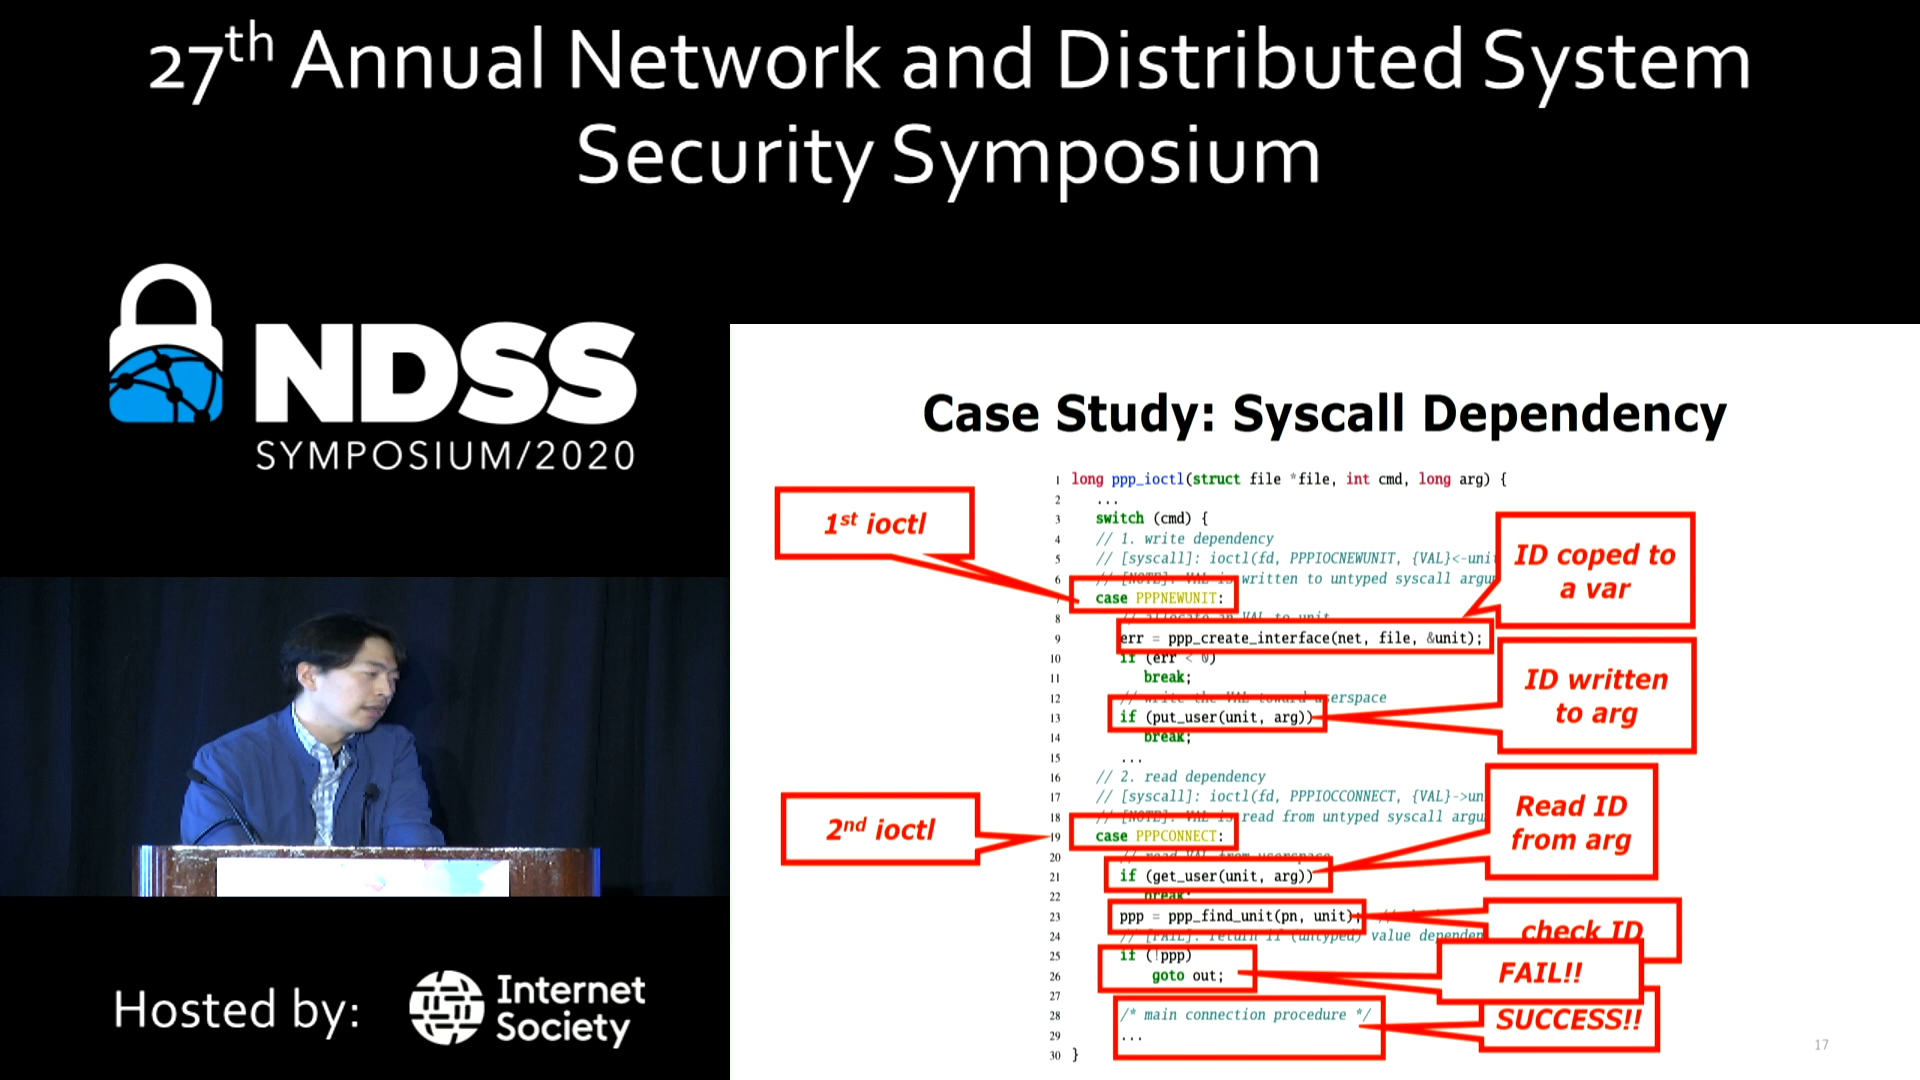 27th Annual Network and Distributed System
Security Symposium
NDSS
SYMPOSIUM/2020
Hosted by:
Internet
Society
Case Study: Syscall Dependency
1 long ppp_ioctl(struct file *file, int cmd, long arg) {
2 ...
3 switch (cmd) {
4 // 1. write dependency
5 // [syscall]: ioctl(fd, PPPIOCNEWUNIT, {VAL}<-uni
6 // [NOTE]: VAL is written to untyped syscall argu
case PPPNEWUNIT:
8
9 err = ppp_create_interface(net, file, &unit);
10 if (err < 0)
11 break;
12 // write the VAL toward userspace
13 if (put_user(unit, arg))
14 break;
15 ...
16 // 2. read dependency
17 // [syscall]: ioctl(fd, PPPIOCCONNECT, {VAL}->un
18 // [NOTE]: VAL is read from untyped syscall argu
19 case PPPCONNECT:
20 // read VAL from userspace
21 if (get_user(unit, arg))
22 break;
23 ppp = ppp_find_unit(pn, unit);
24 // [FAIL]: return if (untyped) value dependen
25 if (!ppp)
26 goto out;
27
28 /* main connection procedure */
29 ...
30 }
1st ioctl
ID coped to
a var
ID written
to arg
2nd ioctl
Read ID
from arg
check ID
FAIL!!
SUCCESS!!
17